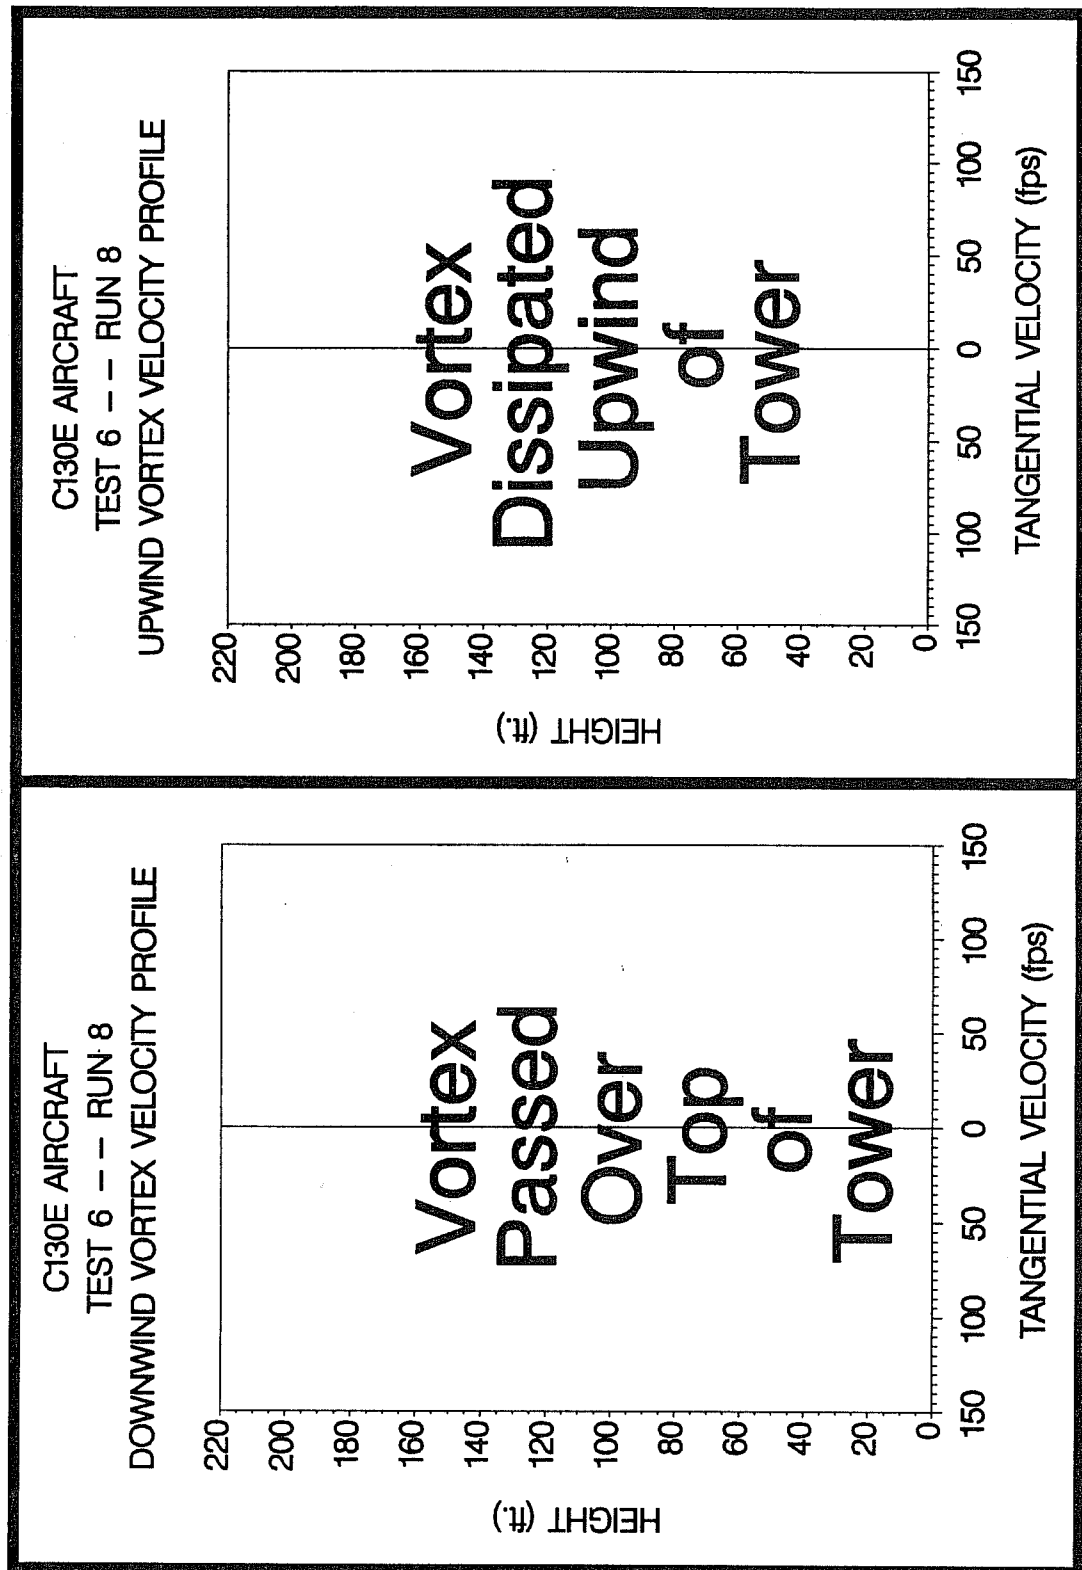 C130E AIRCRAFT
TEST 6 -- RUN 8
DOWNWIND VORTEX VELOCITY PROFILE
HEIGHT (ft.)
220
200
180
160
140
120
100
80
60
40
20
0
Vortex
Passed
Over
Top
of
Tower
150 100 50 0 50 100 150
TANGENTIAL VELOCITY (fps)
C130E AIRCRAFT
TEST 6 -- RUN 8
UPWIND VORTEX VELOCITY PROFILE
HEIGHT (ft.)
220
200
180
160
140
120
100
80
60
40
20
0
Vortex
Dissipated
Upwind
of
Tower
150 100 50 0 50 100 150
TANGENTIAL VELOCITY (fps)